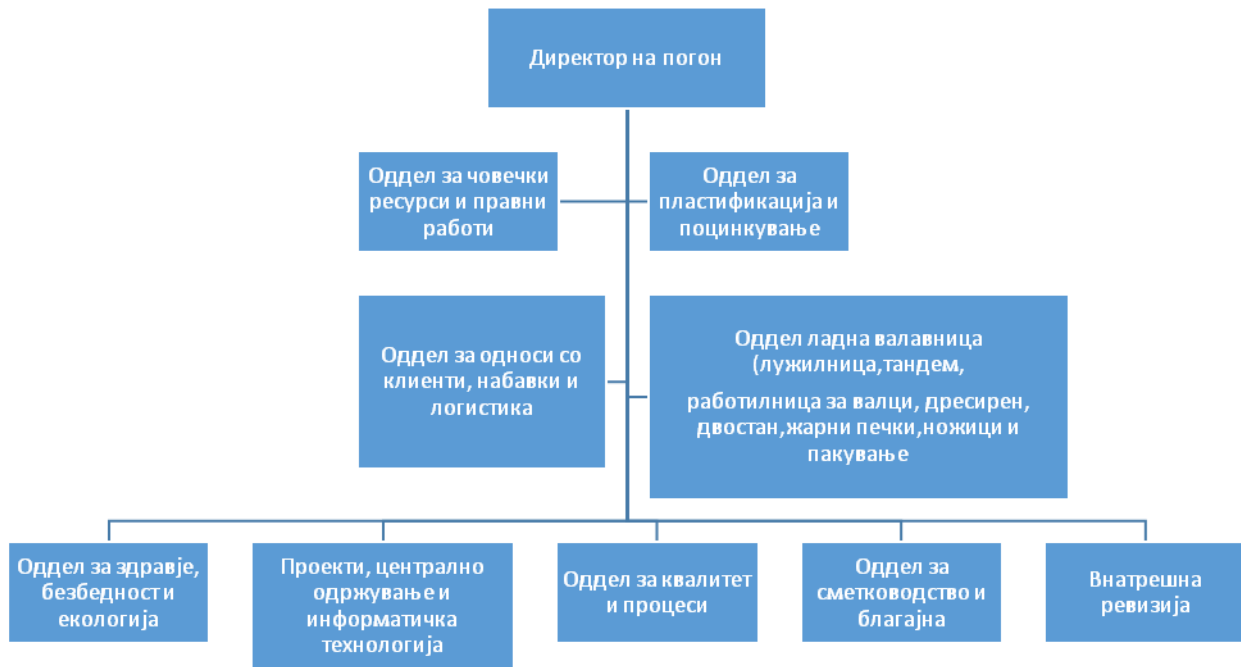 Директор на погон
Оддел за човечки
ресурси и правни
работи
Оддел за
пластификација и
поцинкување
Оддел за односи со
клиенти, набавки и
логистика
Оддел ладна валавница
(лужилница,тандем,
работилница за валци, дресирен,
двостан,жарни печки,ножици и
пакување
Оддел за здравје,
безбедности
екологија
Проекти, централно
одржување и
информатичка
технологија
Оддел за квалитет
и процеси
Оддел за
сметководство и
благајна
Внатрешна
ревизија